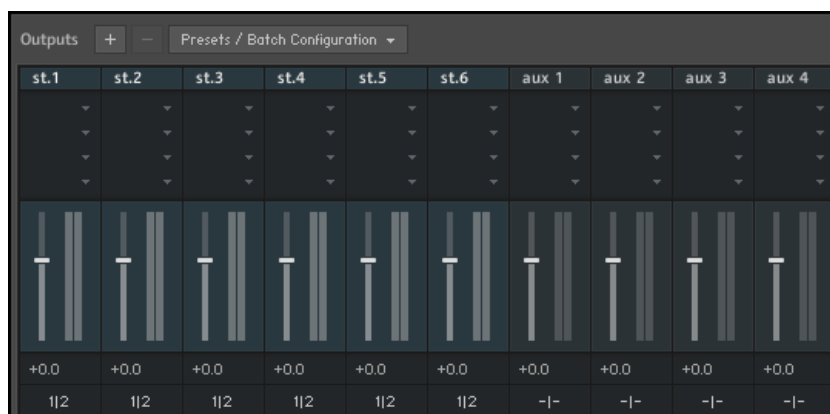 Outputs + − Presets / Batch Configuration
st.1 st.2 st.3 st.4 st.5 st.6 aux 1 aux 2 aux 3 aux 4
+0.0 +0.0 +0.0 +0.0 +0.0 +0.0 +0.0 +0.0 +0.0 +0.0
1|2 1|2 1|2 1|2 1|2 1|2 -|- -|- -|- -|-